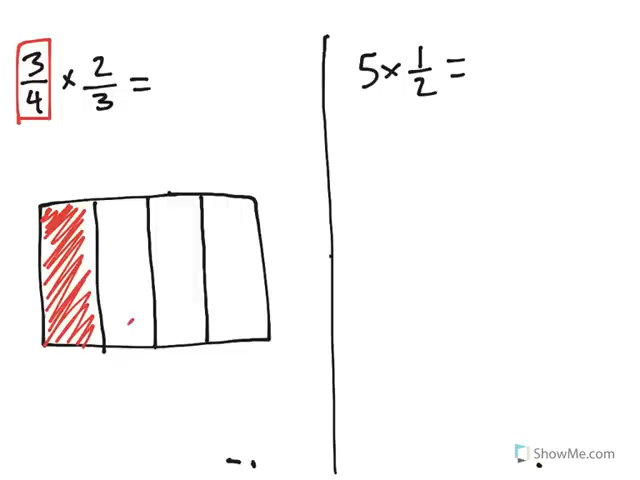 3/4 × 2/3 =
5 × 1/2 =
ShowMe.com